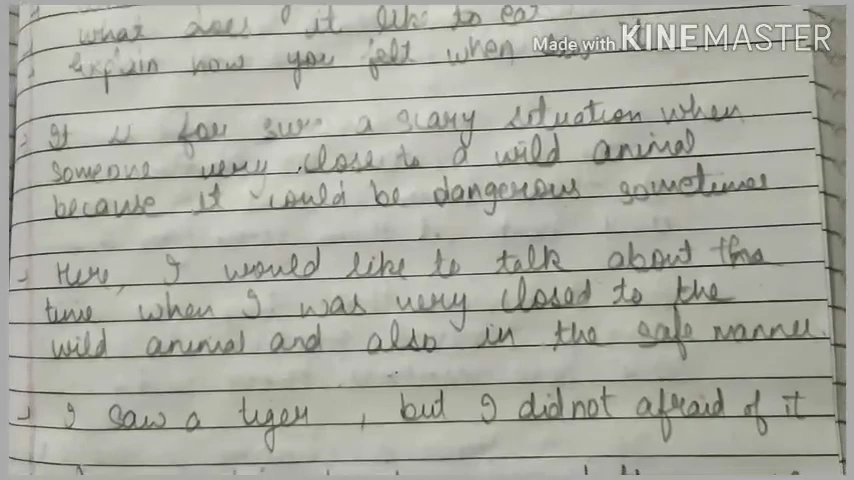 what does it like to eat
Made with KINEMASTER
explain how you felt when
It is for sure a scary situation when
someone very close to a wild animal
because it could be dangerous sometimes
Here, I would like to talk about the
time when I was very closed to the
wild animal and also in the safe manner.
I saw a tiger, but I did not afraid of it